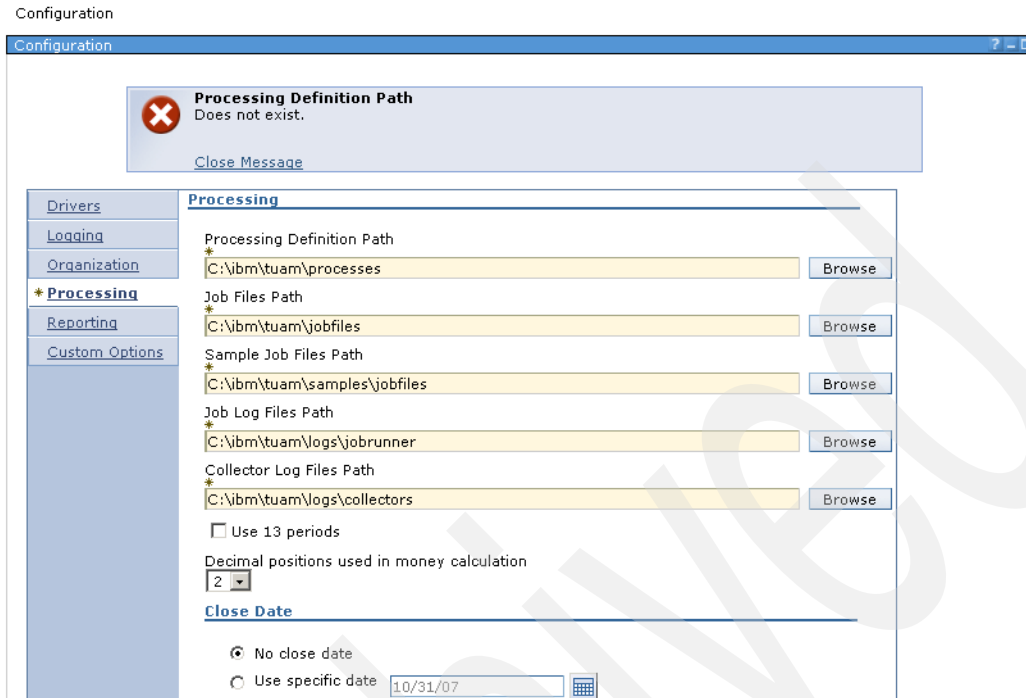 Configuration
Configuration
Processing Definition Path
Does not exist.
Close Message
Drivers
Logging
Organization
Processing
Reporting
Custom Options
Processing
Processing Definition Path
C:\ibm\tuam\processes
Browse
Job Files Path
C:\ibm\tuam\jobfiles
Browse
Sample Job Files Path
C:\ibm\tuam\samples\jobfiles
Browse
Job Log Files Path
C:\ibm\tuam\logs\jobrunner
Browse
Collector Log Files Path
C:\ibm\tuam\logs\collectors
Browse
Use 13 periods
Decimal positions used in money calculation
2
Close Date
No close date
Use specific date 10/31/07